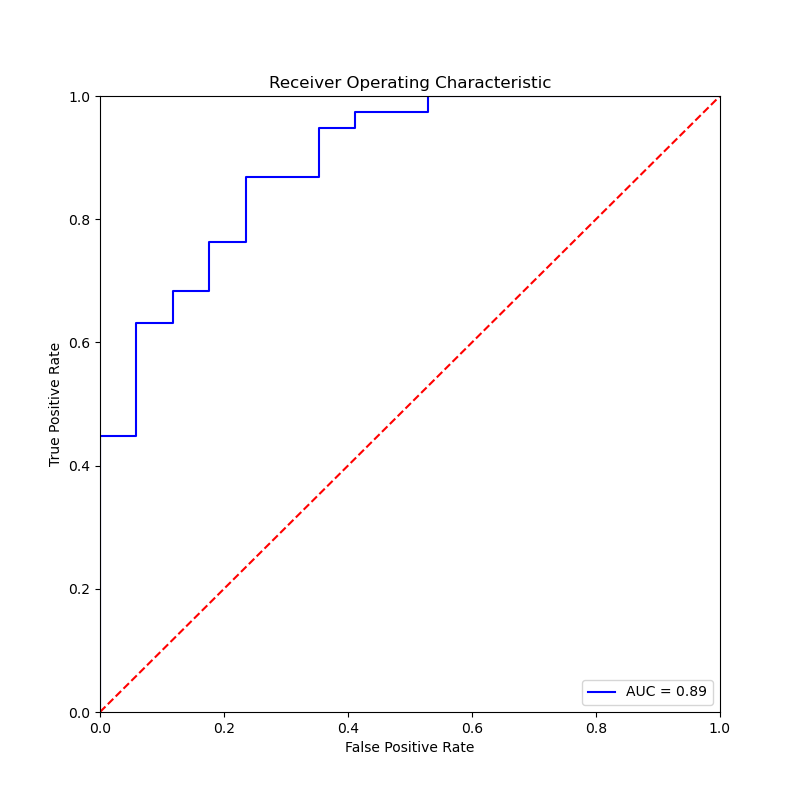 Receiver Operating Characteristic
1.0
0.8
0.6
0.4
0.2
0.0
True Positive Rate
AUC = 0.89
0.0 0.2 0.4 0.6 0.8 1.0
False Positive Rate